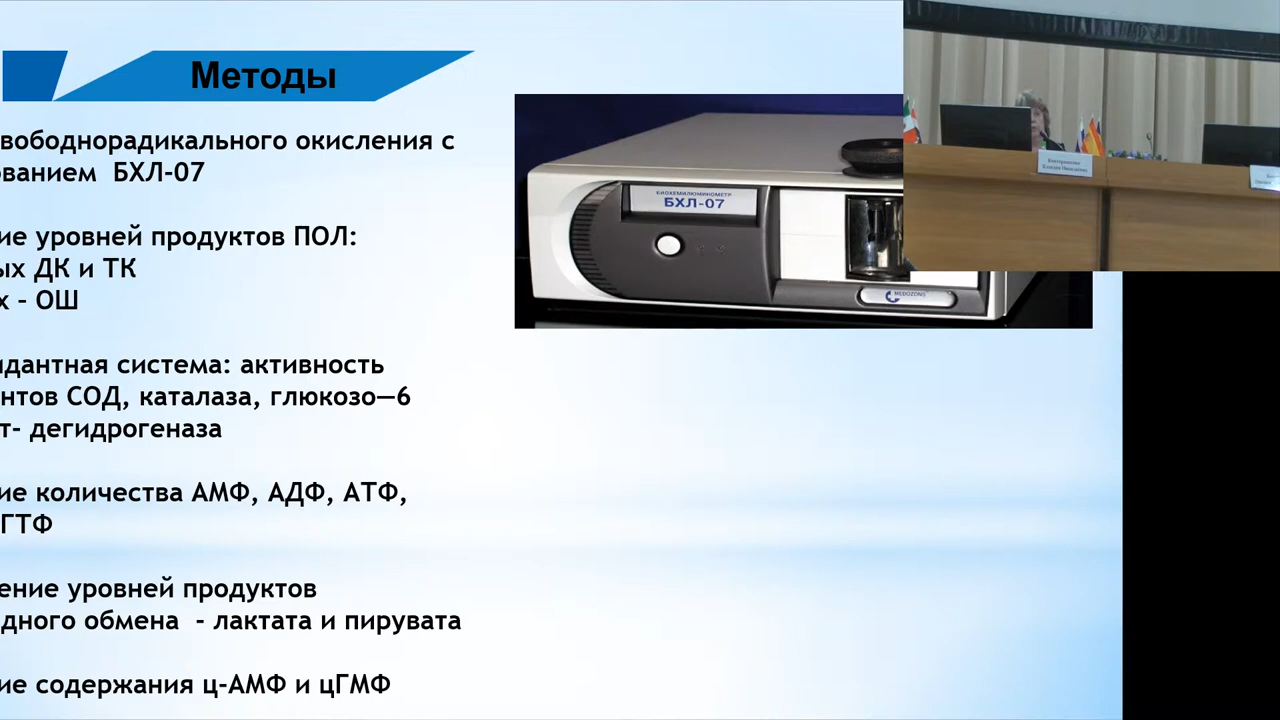 Методы
вободнорадикального окисления с
ованием БХЛ-07
ие уровней продуктов ПОЛ:
ых ДК и ТК
х – ОШ
идантная система: активность
нтов СОД, каталаза, глюкозо—6
т- дегидрогеназа
ие количества АМФ, АДФ, АТФ,
ГТФ
ение уровней продуктов
дного обмена - лактата и пирувата
ие содержания ц-АМФ и цГМФ
БИОХЕМИЛЮМИНОМЕТР
БХЛ-07
MEDOZONS